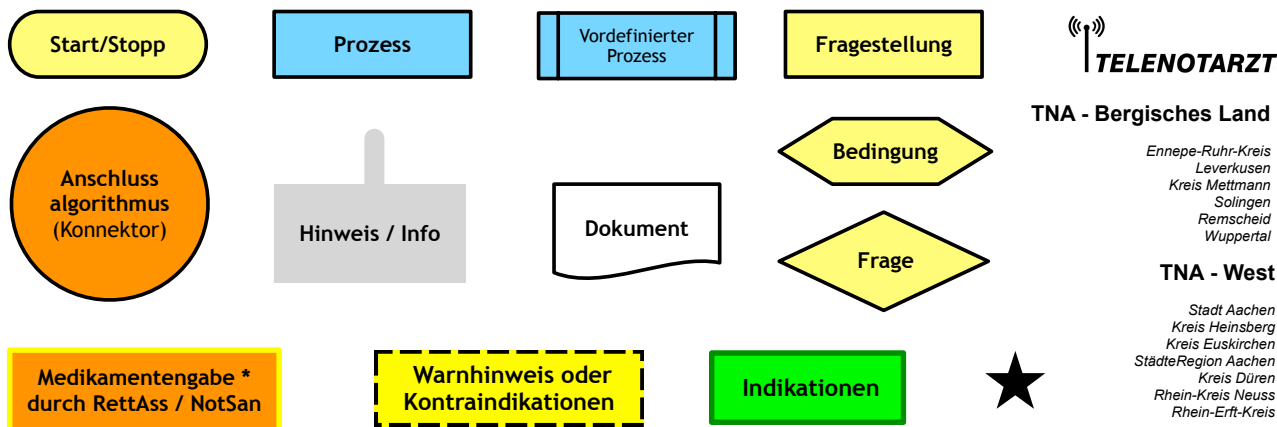 Start/Stopp
Prozess
Vordefinierter
Prozess
Fragestellung
TELENOTARZT
Anschluss
algorithmus
(Konnektor)
Hinweis / Info
Dokument
Bedingung
Frage
TNA - Bergisches Land
Ennepe-Ruhr-Kreis
Leverkusen
Kreis Mettmann
Solingen
Remscheid
Wuppertal
TNA - West
Stadt Aachen
Kreis Heinsberg
Kreis Euskirchen
StädteRegion Aachen
Kreis Düren
Rhein-Kreis Neuss
Rhein-Erft-Kreis
Medikamentengabe *
durch RettAss / NotSan
Warnhinweis oder
Kontraindikationen
Indikationen